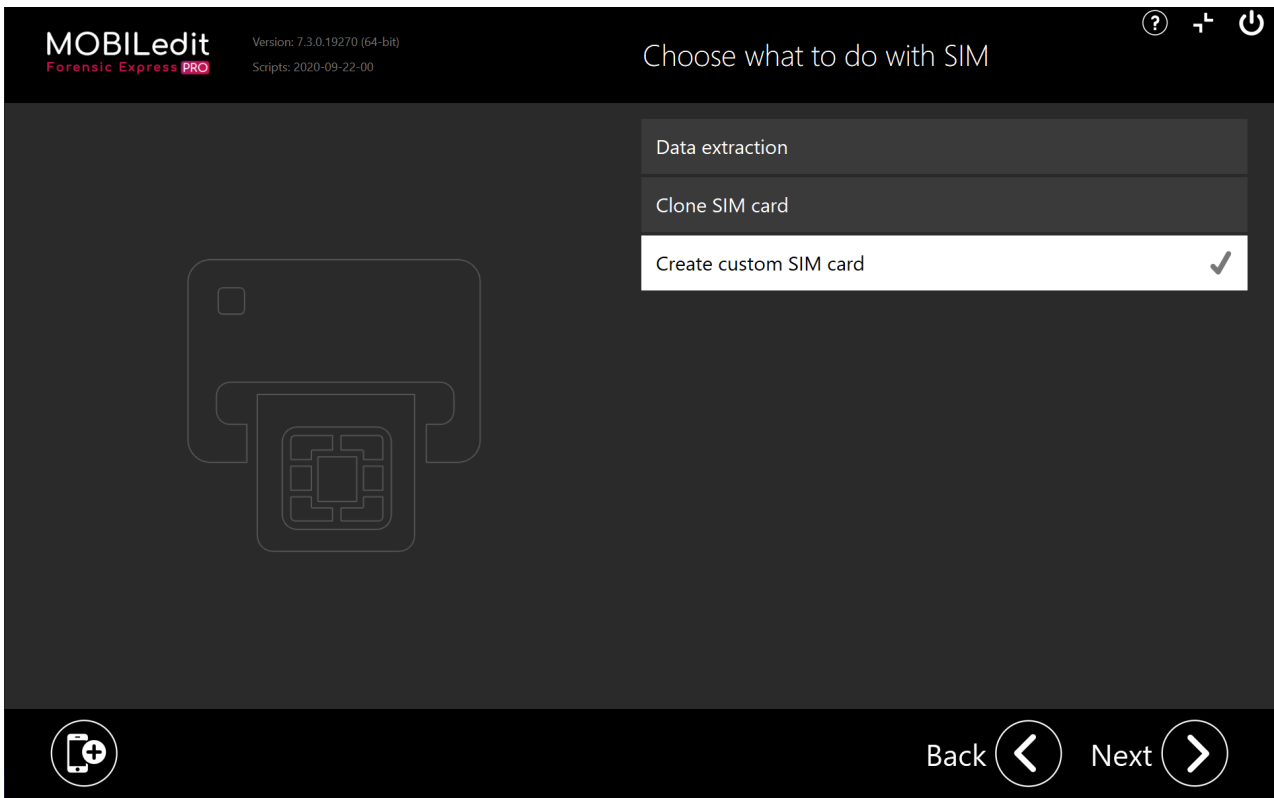 MOBILedit
Forensic Express PRO
Version: 7.3.0.19270 (64-bit)
Scripts: 2020-09-22-00
Choose what to do with SIM
?
Data extraction
Clone SIM card
Create custom SIM card
Back
Next